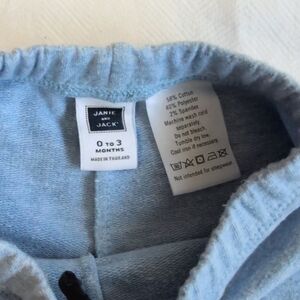 JANIE
AND
JACK
0 TO 3
MONTHS
MADE IN THAILAND
58% Cotton
40% Polyester
2% Spandex
Machine wash cold
separately.
Do not bleach.
Tumble dry low.
Cool iron if necessary.
Not intended for sleepwear